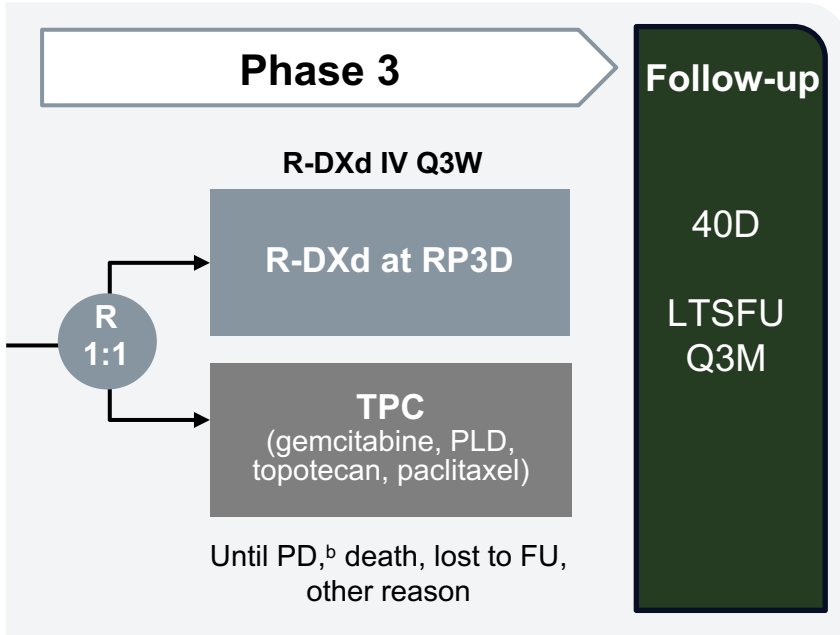 Phase 3
Follow-up
R-DXd IV Q3W
R-DXd at RP3D
R
1:1
TPC
(gemcitabine, PLD,
topotecan, paclitaxel)
Until PD,ᵇ death, lost to FU,
other reason
40D
LTSFU
Q3M